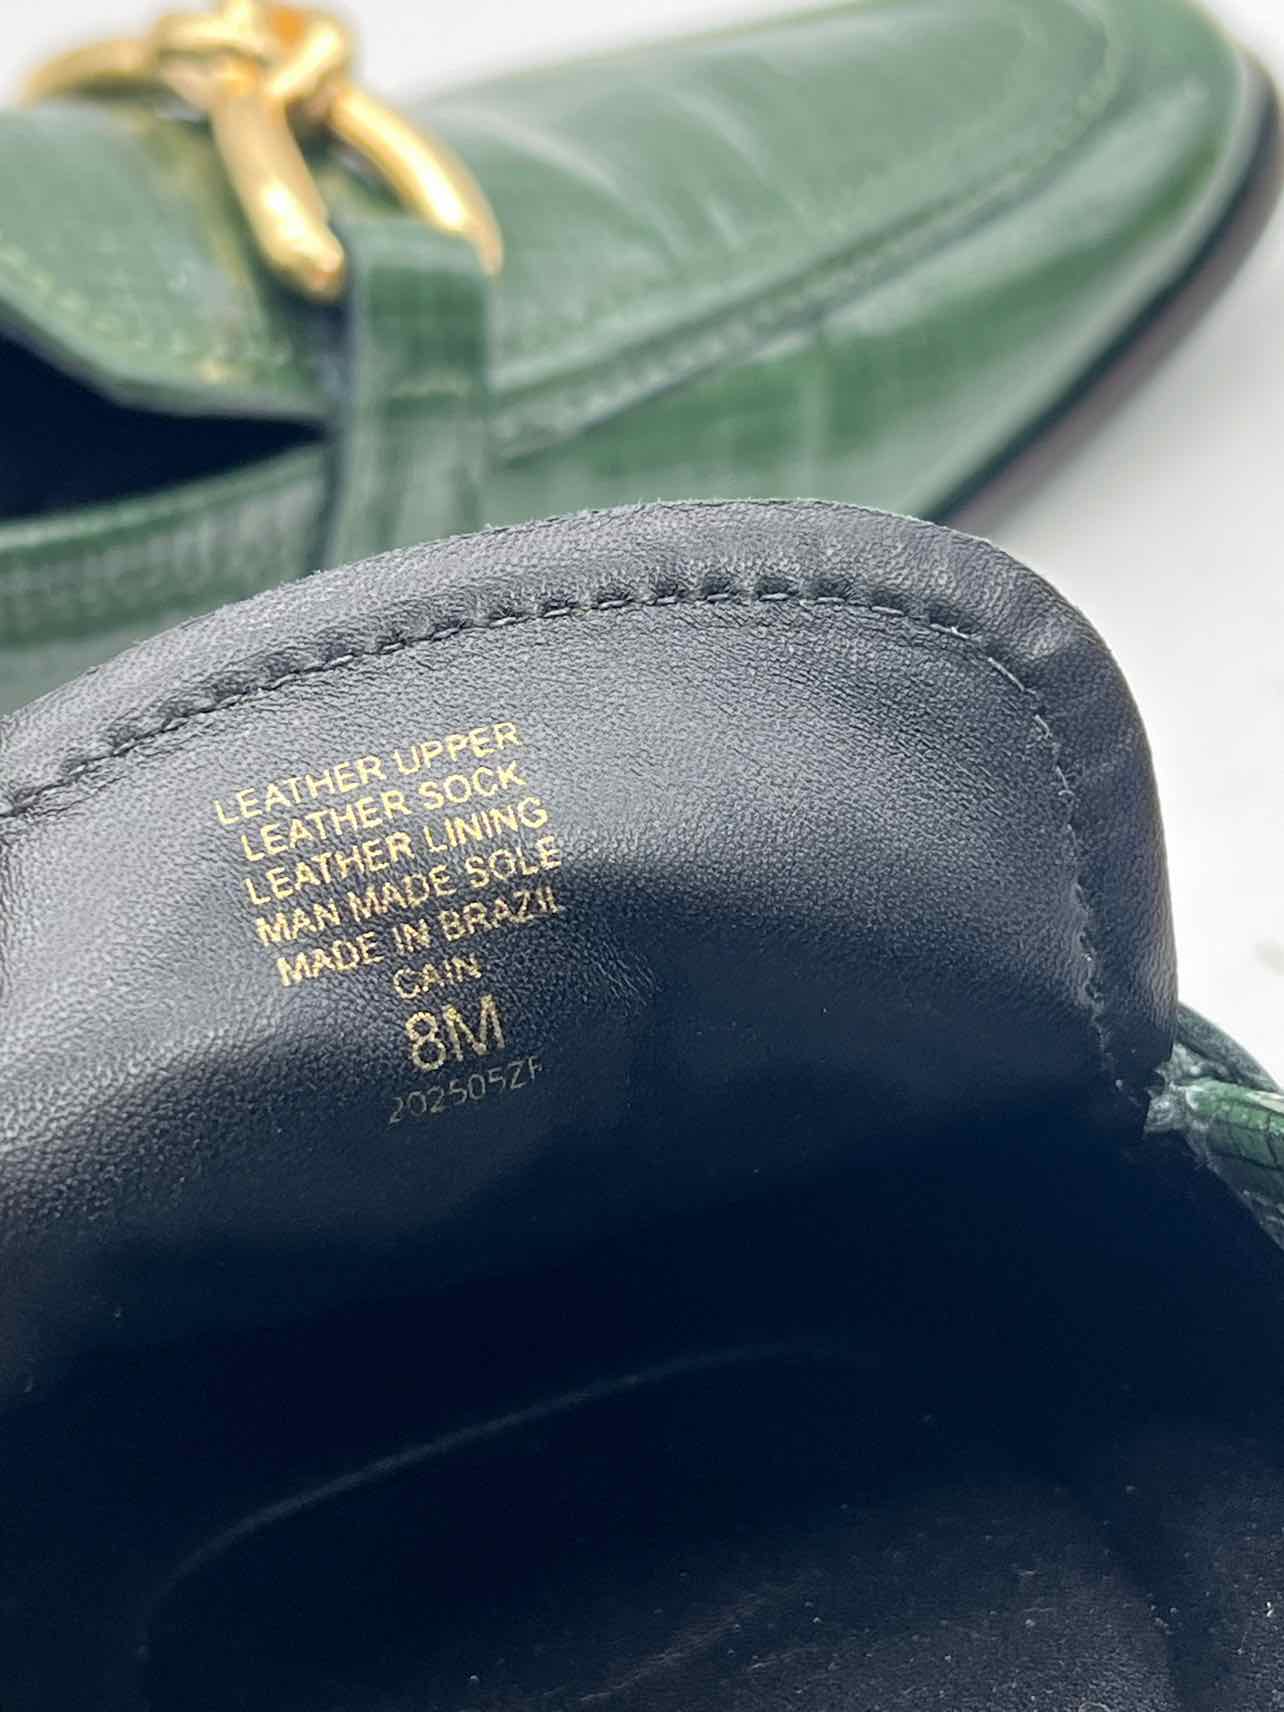 LEATHER UPPER
LEATHER SOCK
LEATHER LINING
MAN MADE SOLE
MADE IN BRAZIL
CAIN
8M
202505ZF